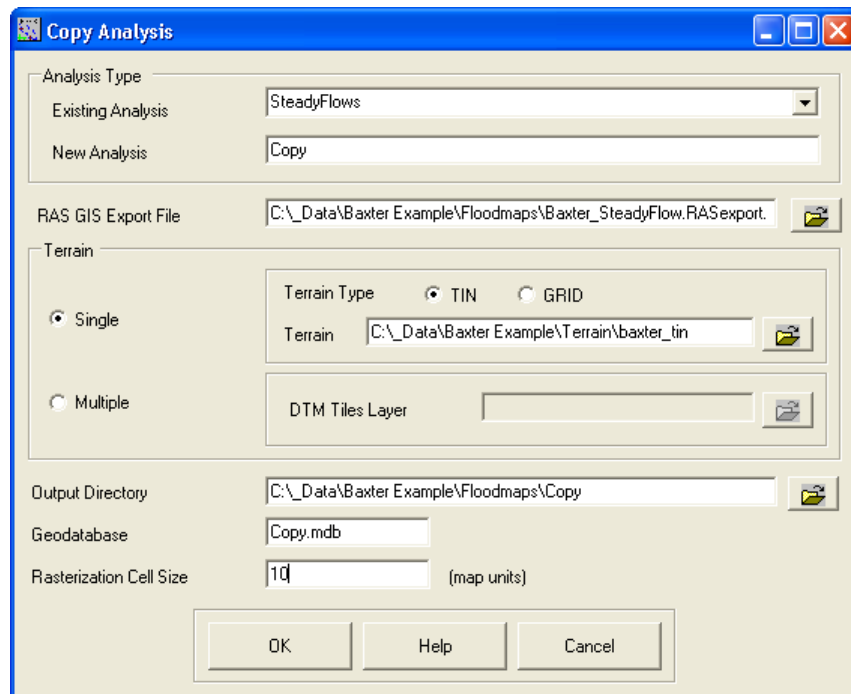 Copy Analysis
Analysis Type
Existing Analysis
SteadyFlows
New Analysis
Copy
RAS GIS Export File
C:\_Data\Baxter Example\Floodmaps\Baxter_SteadyFlow.RASexport.
Terrain
Single
Terrain Type
TIN
GRID
Terrain
C:\_Data\Baxter Example\Terrain\baxter_tin
Multiple
DTM Tiles Layer
Output Directory
C:\_Data\Baxter Example\Floodmaps\Copy
Geodatabase
Copy.mdb
Rasterization Cell Size
10
(map units)
OK
Help
Cancel